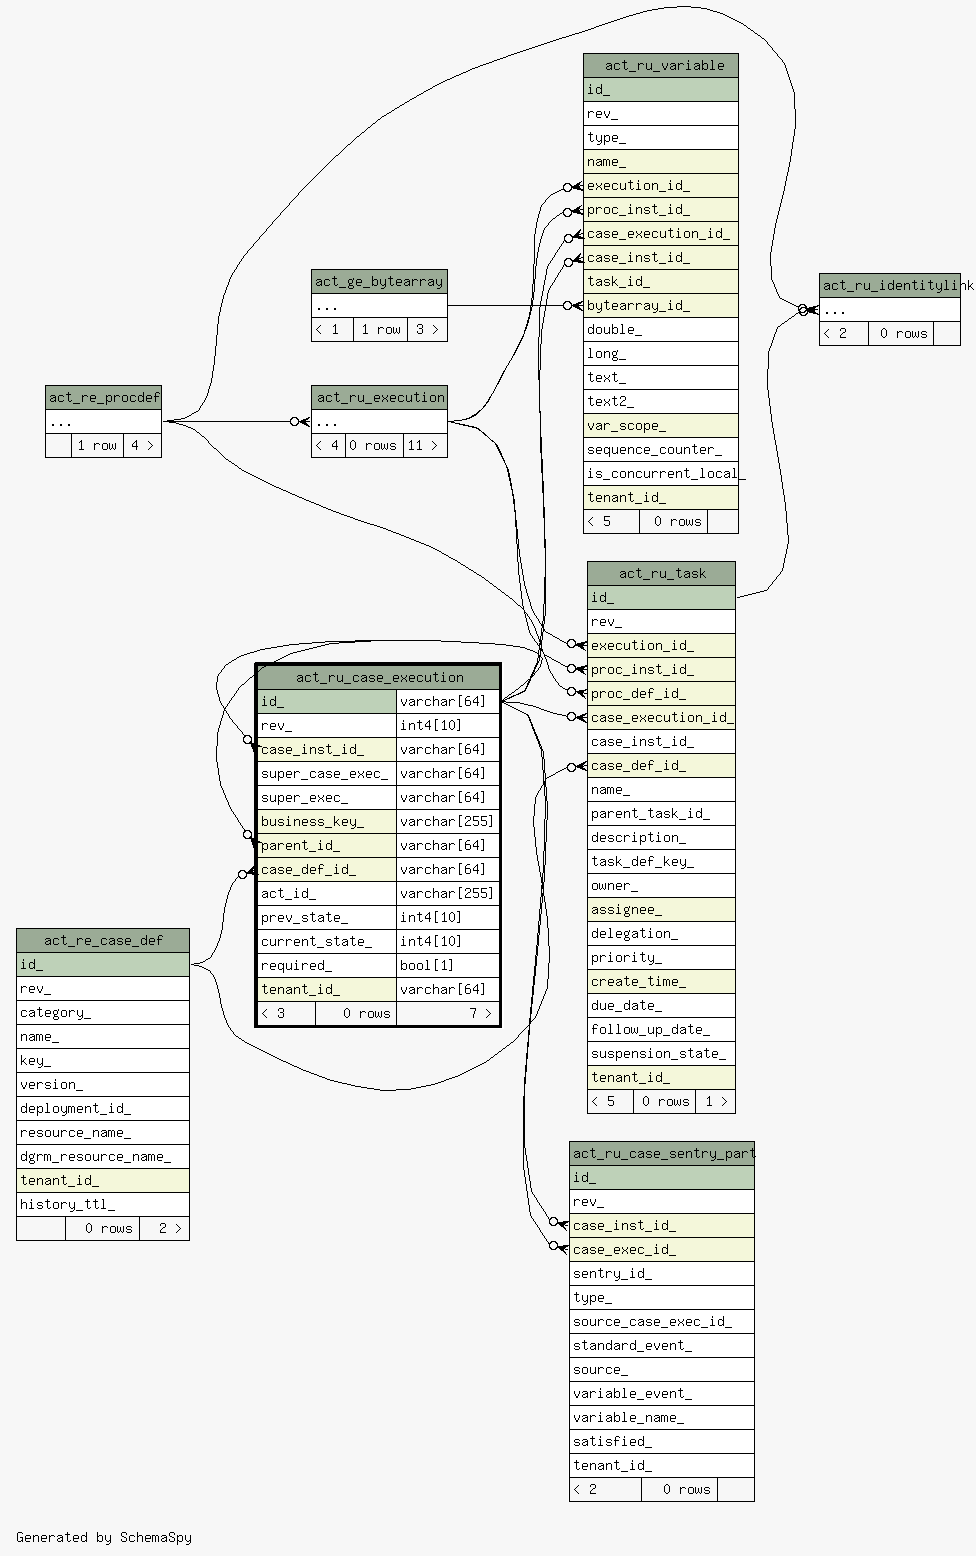 act_ru_variable
id_
rev_
type_
name_
execution_id_
proc_inst_id_
case_execution_id_
case_inst_id_
task_id_
bytearray_id_
double_
long_
text_
text2_
var_scope_
sequence_counter_
is_concurrent_local_
tenant_id_
< 5 0 rows
act_ge_bytearray
...
< 1 1 row 3 >
act_ru_identitylink
...
< 2 0 rows
act_re_procdef
...
1 row 4 >
act_ru_execution
...
< 4 0 rows 11 >
act_ru_task
id_
rev_
execution_id_
proc_inst_id_
proc_def_id_
case_execution_id_
case_inst_id_
case_def_id_
name_
parent_task_id_
description_
task_def_key_
owner_
assignee_
delegation_
priority_
create_time_
due_date_
follow_up_date_
suspension_state_
tenant_id_
< 5 0 rows 1 >
act_ru_case_execution
id_ varchar[64]
rev_ int4[10]
case_inst_id_ varchar[64]
super_case_exec_ varchar[64]
super_exec_ varchar[64]
business_key_ varchar[255]
parent_id_ varchar[64]
case_def_id_ varchar[64]
act_id_ varchar[255]
prev_state_ int4[10]
current_state_ int4[10]
required_ bool[1]
tenant_id_ varchar[64]
< 3 0 rows 7 >
act_re_case_def
id_
rev_
category_
name_
key_
version_
deployment_id_
resource_name_
dgrm_resource_name_
tenant_id_
history_ttl_
0 rows 2 >
act_ru_case_sentry_part
id_
rev_
case_inst_id_
case_exec_id_
sentry_id_
type_
source_case_exec_id_
standard_event_
source_
variable_event_
variable_name_
satisfied_
tenant_id_
< 2 0 rows
Generated by SchemaSpy